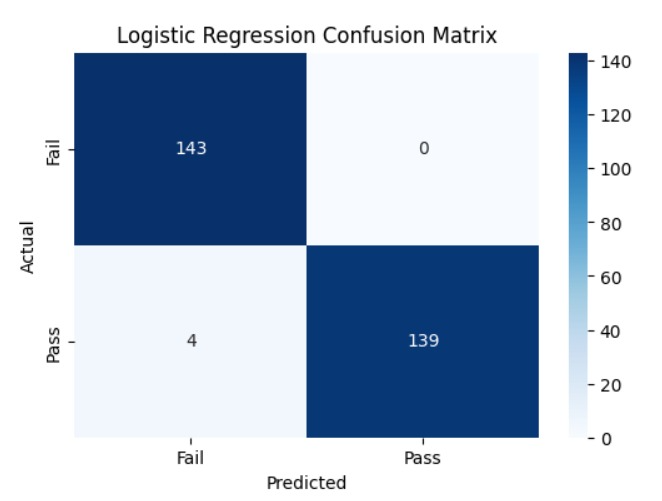 Logistic Regression Confusion Matrix
Actual
Fail
143
0
Pass
4
139
Fail
Pass
Predicted
140
120
100
80
60
40
20
0